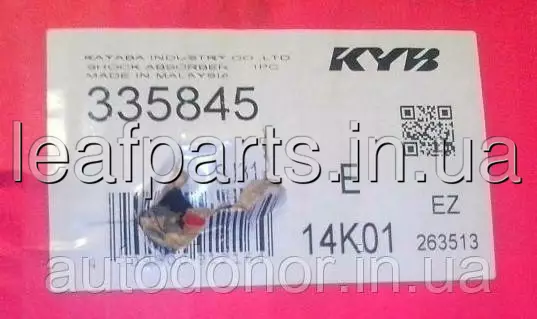 KAYABA INDUSTRY CO. LTD
SHOCK ABSORBER 1PC
MADE IN MALAYSIA
KYB
335845
leafparts.in.ua
E
EZ
14K01
263513
autodonor.in.ua